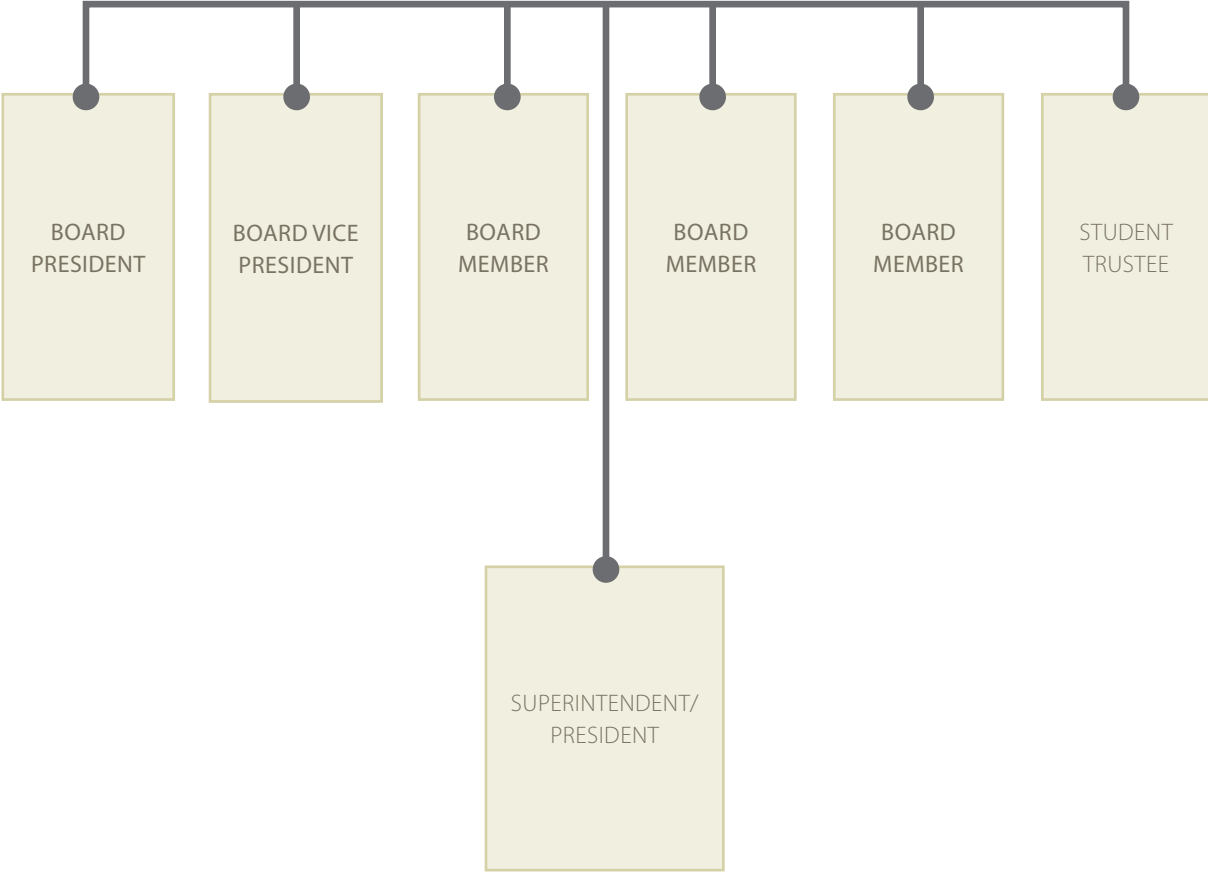 BOARD
PRESIDENT
BOARD VICE
PRESIDENT
BOARD
MEMBER
BOARD
MEMBER
BOARD
MEMBER
STUDENT
TRUSTEE
SUPERINTENDENT/
PRESIDENT